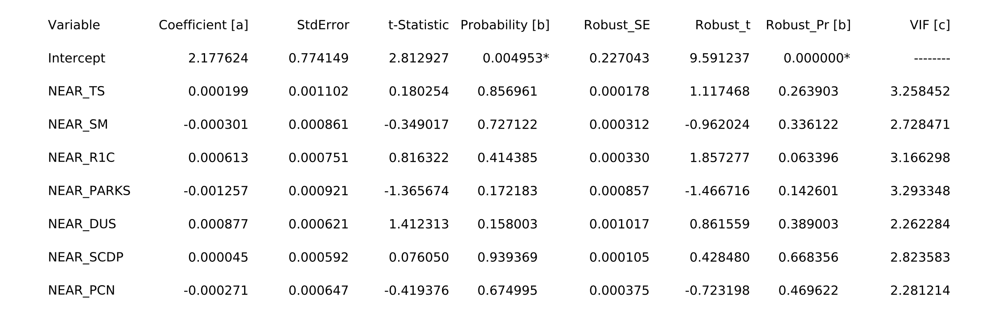 Variable Coefficient [a] StdError t-Statistic Probability [b] Robust_SE Robust_t Robust_Pr [b] VIF [c]
Intercept 2.177624 0.774149 2.812927 0.004953* 0.227043 9.591237 0.000000* --------
NEAR_TS 0.000199 0.001102 0.180254 0.856961 0.000178 1.117468 0.263903 3.258452
NEAR_SM -0.000301 0.000861 -0.349017 0.727122 0.000312 -0.962024 0.336122 2.728471
NEAR_R1C 0.000613 0.000751 0.816322 0.414385 0.000330 1.857277 0.063396 3.166298
NEAR_PARKS -0.001257 0.000921 -1.365674 0.172183 0.000857 -1.466716 0.142601 3.293348
NEAR_DUS 0.000877 0.000621 1.412313 0.158003 0.001017 0.861559 0.389003 2.262284
NEAR_SCDP 0.000045 0.000592 0.076050 0.939369 0.000105 0.428480 0.668356 2.823583
NEAR_PCN -0.000271 0.000647 -0.419376 0.674995 0.000375 -0.723198 0.469622 2.281214